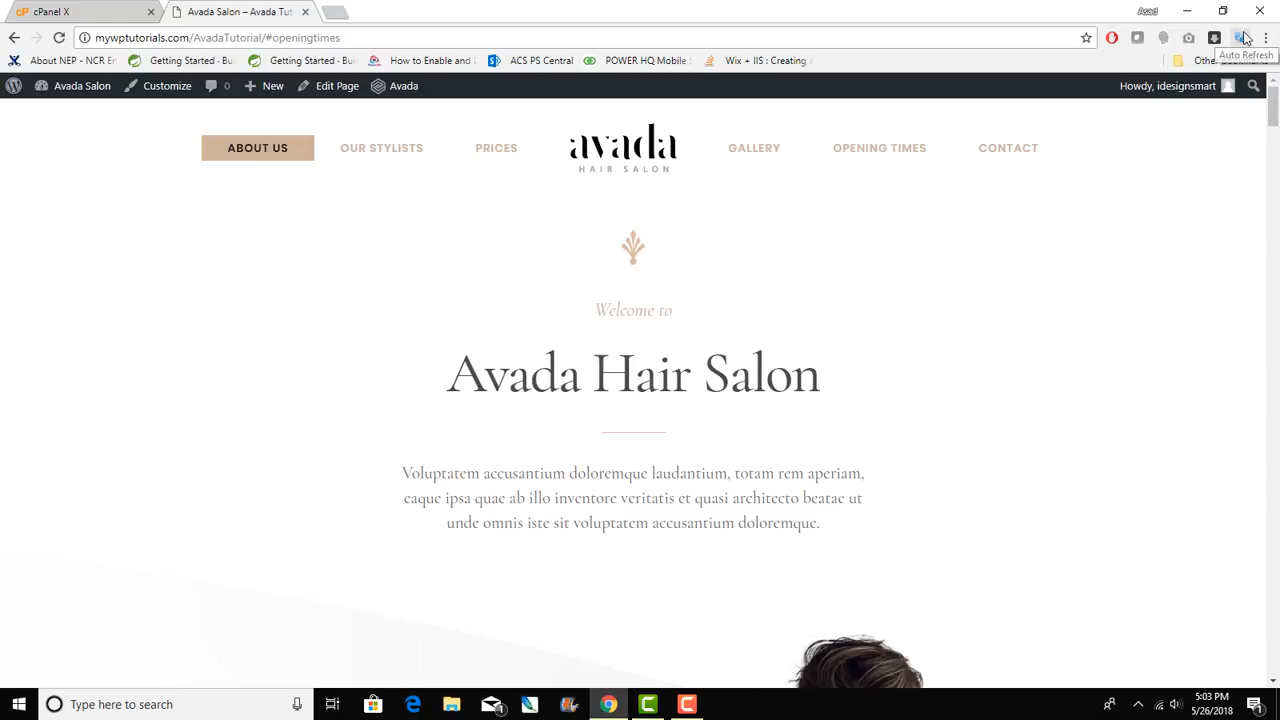 cPanel X
Avada Salon – Avada Tut
Asad
mywptutorials.com/AvadaTutorial/#openingtimes
Auto Refresh
About NEP - NCR En
Getting Started · Bui
Getting Started · Bui
How to Enable and
ACS Referral
POWER HQ Mobile S
Wix + IIS : Creating
Avada Salon
Customize
0
New
Edit Page
Avada
Howdy, idesignsmart
ABOUT US
OUR STYLISTS
PRICES
avada
HAIR SALON
GALLERY
OPENING TIMES
CONTACT
Welcome to
Avada Hair Salon
Voluptatem accusantium doloremque laudantium, totam rem aperiam,
eaque ipsa quae ab illo inventore veritatis et quasi architecto beatae ut
unde omnis iste sit voluptatem accusantium doloremque.
Type here to search
5:03 PM
5/26/2018